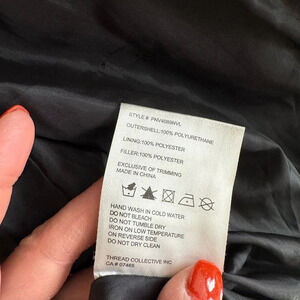 STYLE # PNV4089NVL
OUTERSHELL:100% POLYURETHANE
LINING:100% POLYESTER
FILLER:100% POLYESTER
EXCLUSIVE OF TRIMMING
MADE IN CHINA
HAND WASH IN COLD WATER
DO NOT BLEACH
DO NOT TUMBLE DRY
IRON ON LOW TEMPERATURE
ON REVERSE SIDE
DO NOT DRY CLEAN
THREAD COLLECTIVE INC
CA # 07465